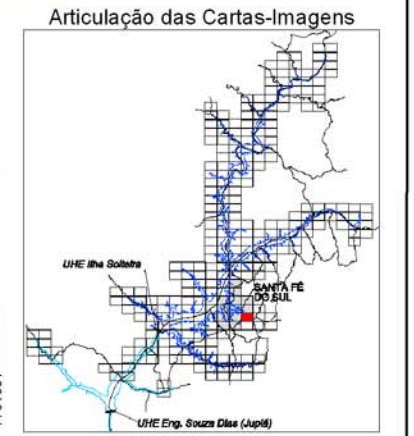 Articulação das Cartas-Imagens
UHE Ilha Solteira
SANTA FÉ
DO SUL
UHE Eng. Souza Dias (Jupiá)